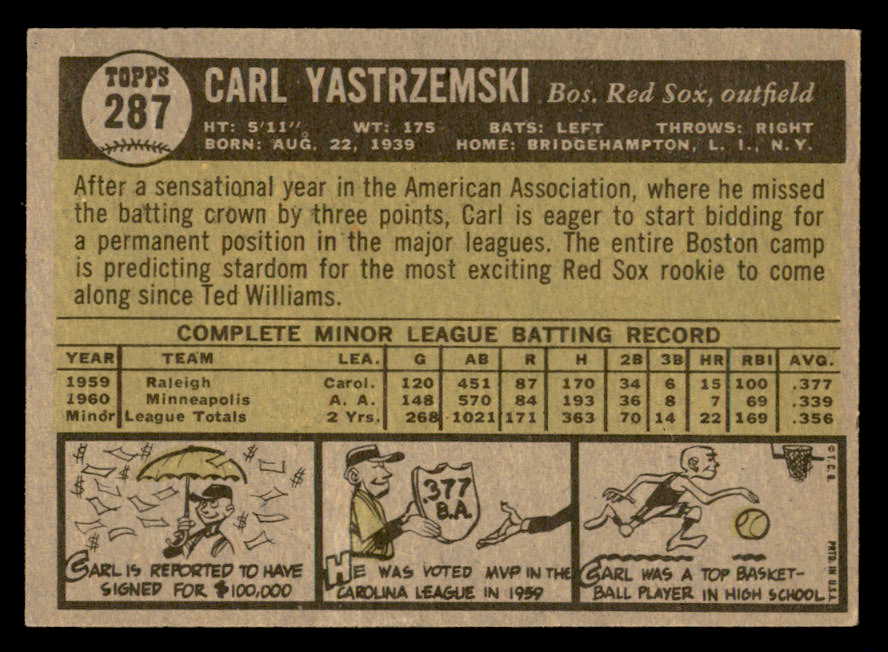 TOPPS
287
CARL YASTRZEMSKI Bos. Red Sox, outfield
HT: 5'11" WT: 175 BATS: LEFT THROWS: RIGHT
BORN: AUG. 22, 1939 HOME: BRIDGEHAMPTON, L. I., N.Y.
After a sensational year in the American Association, where he missed
the batting crown by three points, Carl is eager to start bidding for
a permanent position in the major leagues. The entire Boston camp
is predicting stardom for the most exciting Red Sox rookie to come
along since Ted Williams.
COMPLETE MINOR LEAGUE BATTING RECORD
YEAR TEAM LEA. G AB R H 2B 3B HR RBI AVG.
1959 Raleigh Carol. 120 451 87 170 34 6 15 100 .377
1960 Minneapolis A. A. 148 570 84 193 36 8 7 69 .339
Minor League Totals 2 Yrs. 268 1021 171 363 70 14 22 169 .356
$ $ $ $ $ $
CARL IS REPORTED TO HAVE
SIGNED FOR $100,000
.377
B.A.
HE WAS VOTED MVP IN THE
CAROLINA LEAGUE IN 1959
CARL WAS A TOP BASKET-
BALL PLAYER IN HIGH SCHOOL
© T.C.G.
PRTD. IN U.S.A.